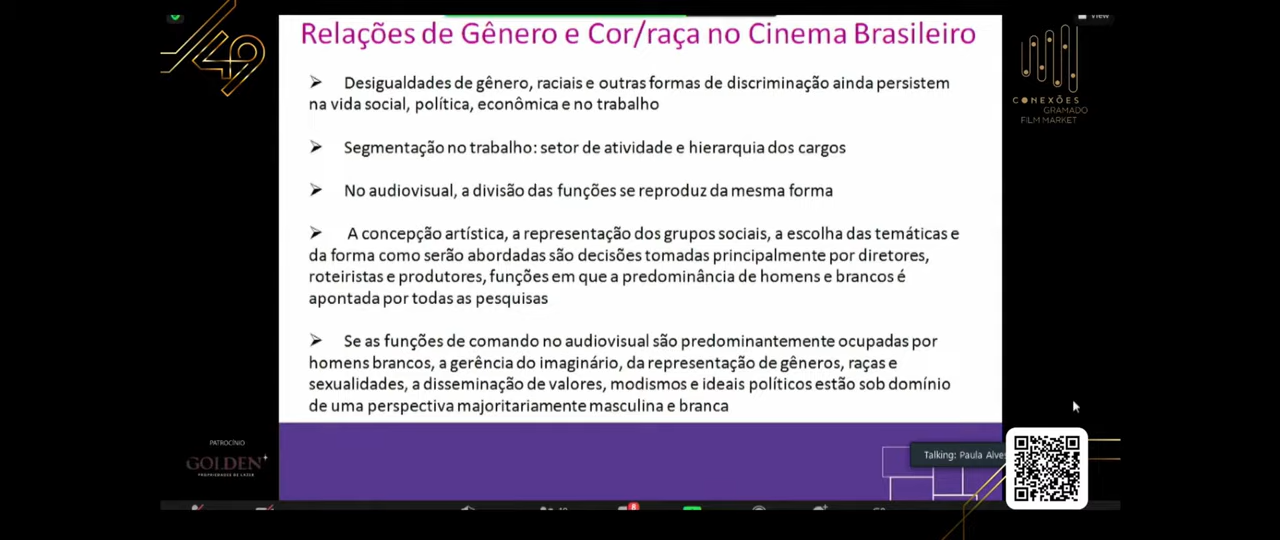 View
49
Relações de Gênero e Cor/raça no Cinema Brasileiro
CONEXÕES
GRAMADO
FILM MARKET
➤ Desigualdades de gênero, raciais e outras formas de discriminação ainda persistem
na vida social, política, econômica e no trabalho
➤ Segmentação no trabalho: setor de atividade e hierarquia dos cargos
➤ No audiovisual, a divisão das funções se reproduz da mesma forma
➤ A concepção artística, a representação dos grupos sociais, a escolha das temáticas e
da forma como serão abordadas são decisões tomadas principalmente por diretores,
roteiristas e produtores, funções em que a predominância de homens e brancos é
apontada por todas as pesquisas
➤ Se as funções de comando no audiovisual são predominantemente ocupadas por
homens brancos, a gerência do imaginário, da representação de gêneros, raças e
sexualidades, a disseminação de valores, modismos e ideais políticos estão sob domínio
de uma perspectiva majoritariamente masculina e branca
PATROCÍNIO
GOLDEN
PROPRIEDADES DE LAZER
Talking: Paula Alves